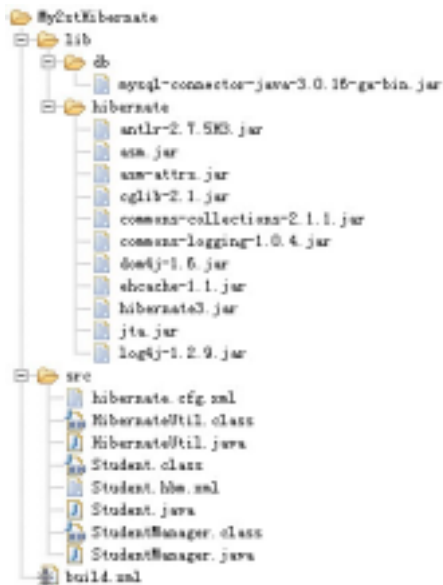 My2stHibernate
lib
db
mysql-connector-java-3.0.16-ga-bin.jar
hibernate
antlr-2.7.5H3.jar
asm.jar
asm-attrs.jar
cglib-2.1.jar
commons-collections-2.1.1.jar
commons-logging-1.0.4.jar
dom4j-1.6.jar
ehcache-1.1.jar
hibernate3.jar
jta.jar
log4j-1.2.9.jar
src
hibernate.cfg.xml
HibernateUtil.class
HibernateUtil.java
Student.class
Student.hbm.xml
Student.java
StudentManager.class
StudentManager.java
build.xml